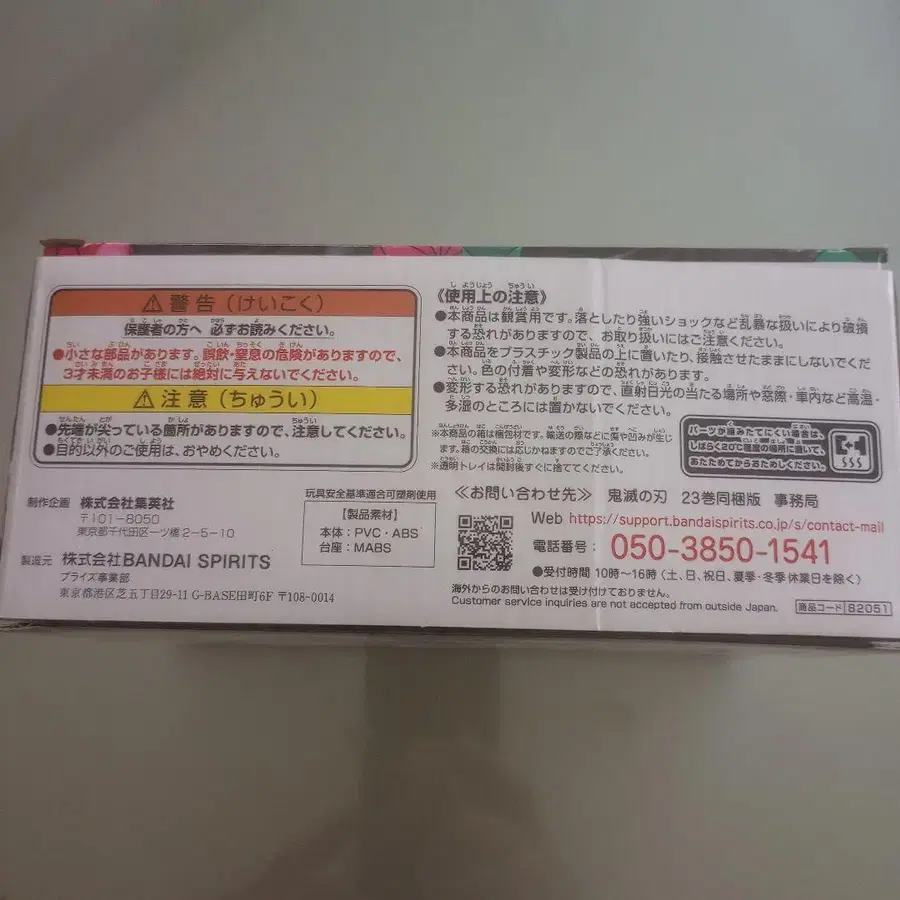 ⚠ 警告（けいこく）
保護者の方へ 必ずお読みください。
●小さな部品があります。誤飲・窒息の危険がありますので、
3才未満のお子様には絶対に与えないでください。
⚠ 注意（ちゅうい）
●先端が尖っている箇所がありますので、注意してください。
●目的以外のご使用は、おやめください。
《使用上の注意》
●本商品は観賞用です。落としたり強いショックなど乱暴な扱いにより破損
する恐れがありますので、お取り扱いにはご注意ください。
●本商品をプラスチック製品の上に置いたり、接触させたままにしないでくだ
さい。色の付着や変形などの恐れがあります。
●変形する恐れがありますので、直射日光の当たる場所や窓際・車内など高温・
多湿のところには置かないでください。
※本商品の箱は梱包材です。輸送の際などに傷や凹みが生じ
ます。箱の交換には応じかねますのでご了承ください。
※透明トレイは開封後すぐに捨ててください。
パーツが組みたてにくい場合は、
しばらく20℃程度の場所に置いて、
あたためてからおためしください。
制作企画 株式会社集英社
〒101-8050
東京都千代田区一ツ橋2-5-10
製造元 株式会社BANDAI SPIRITS
プライズ事業部
東京都港区芝五丁目29-11 G-BASE田町6F 〒108-0014
玩具安全基準適合可塑剤使用
【製品素材】
本体：PVC・ABS
台座：MABS
≪お問い合わせ先≫ 鬼滅の刃 23巻同梱版 事務局
Web https://support.bandaispirits.co.jp/s/contact-mail
電話番号： 050-3850-1541
●受付時間 10時～16時（土、日、祝日、夏季・冬季休業日を除く）
海外からのお問い合わせは受け付けておりません。
Customer service inquiries are not accepted from outside Japan.
商品コード 82051